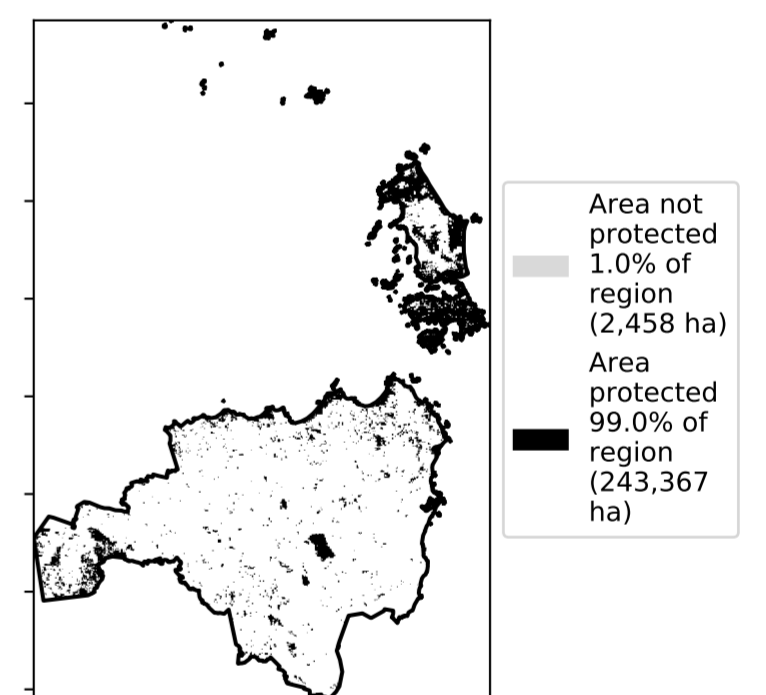 Area not
protected
1.0% of
region
(2,458 ha)
Area
protected
99.0% of
region
(243,367
ha)